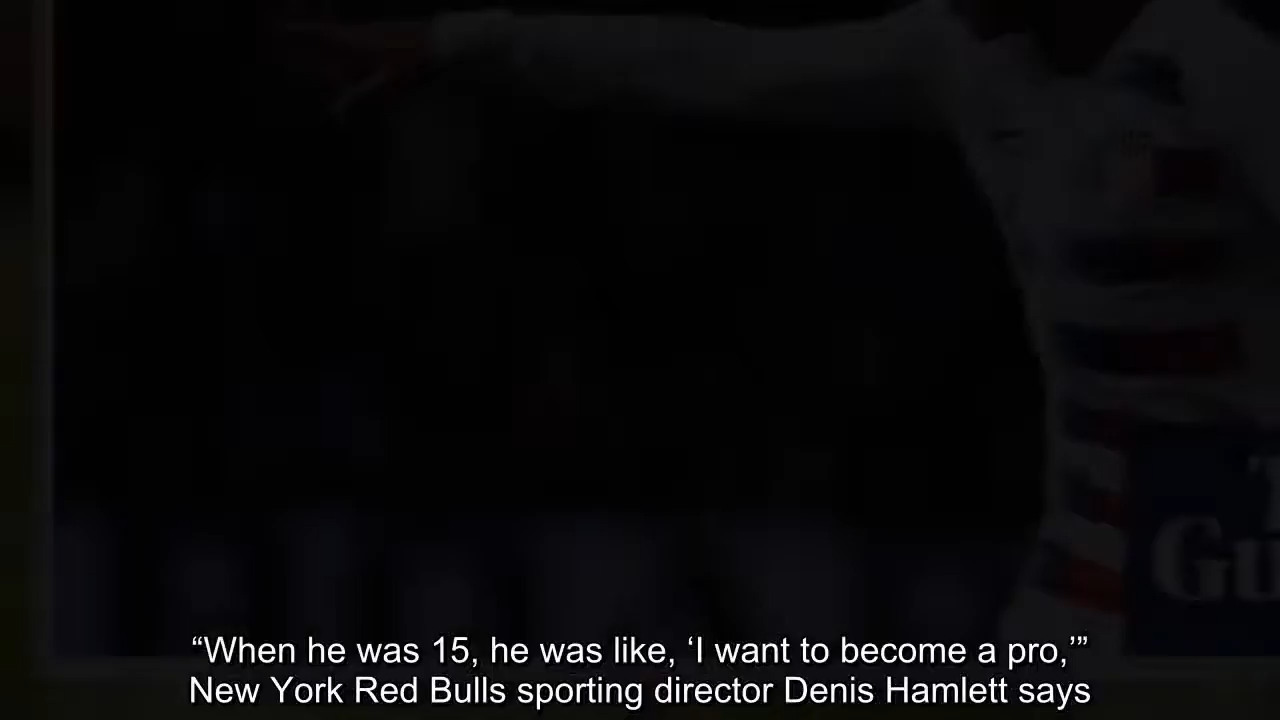 “When he was 15, he was like, ‘I want to become a pro,’”
New York Red Bulls sporting director Denis Hamlett says